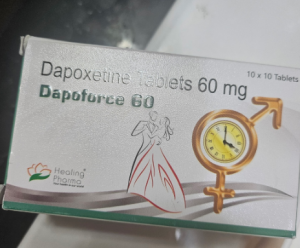 Dapoxetine Tablets 60 mg
10 x 10 Tablets
Dapoforce 60
Healing
Pharma